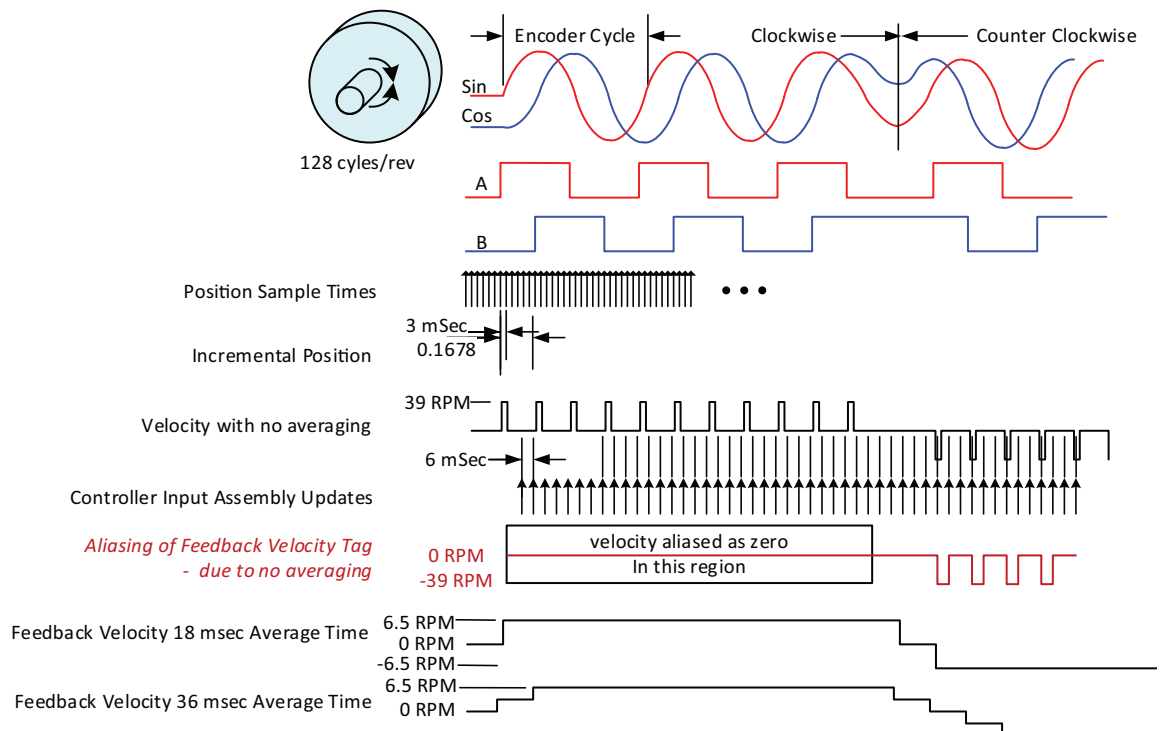 Encoder Cycle
Clockwise
Counter Clockwise
Sin
Cos
128 cyles/rev
A
B
Position Sample Times
3 mSec
0.1678
Incremental Position
39 RPM
Velocity with no averaging
6 mSec
Controller Input Assembly Updates
Aliasing of Feedback Velocity Tag
- due to no averaging
0 RPM
-39 RPM
velocity aliased as zero
In this region
Feedback Velocity 18 msec Average Time
6.5 RPM
0 RPM
-6.5 RPM
Feedback Velocity 36 msec Average Time
6.5 RPM
0 RPM